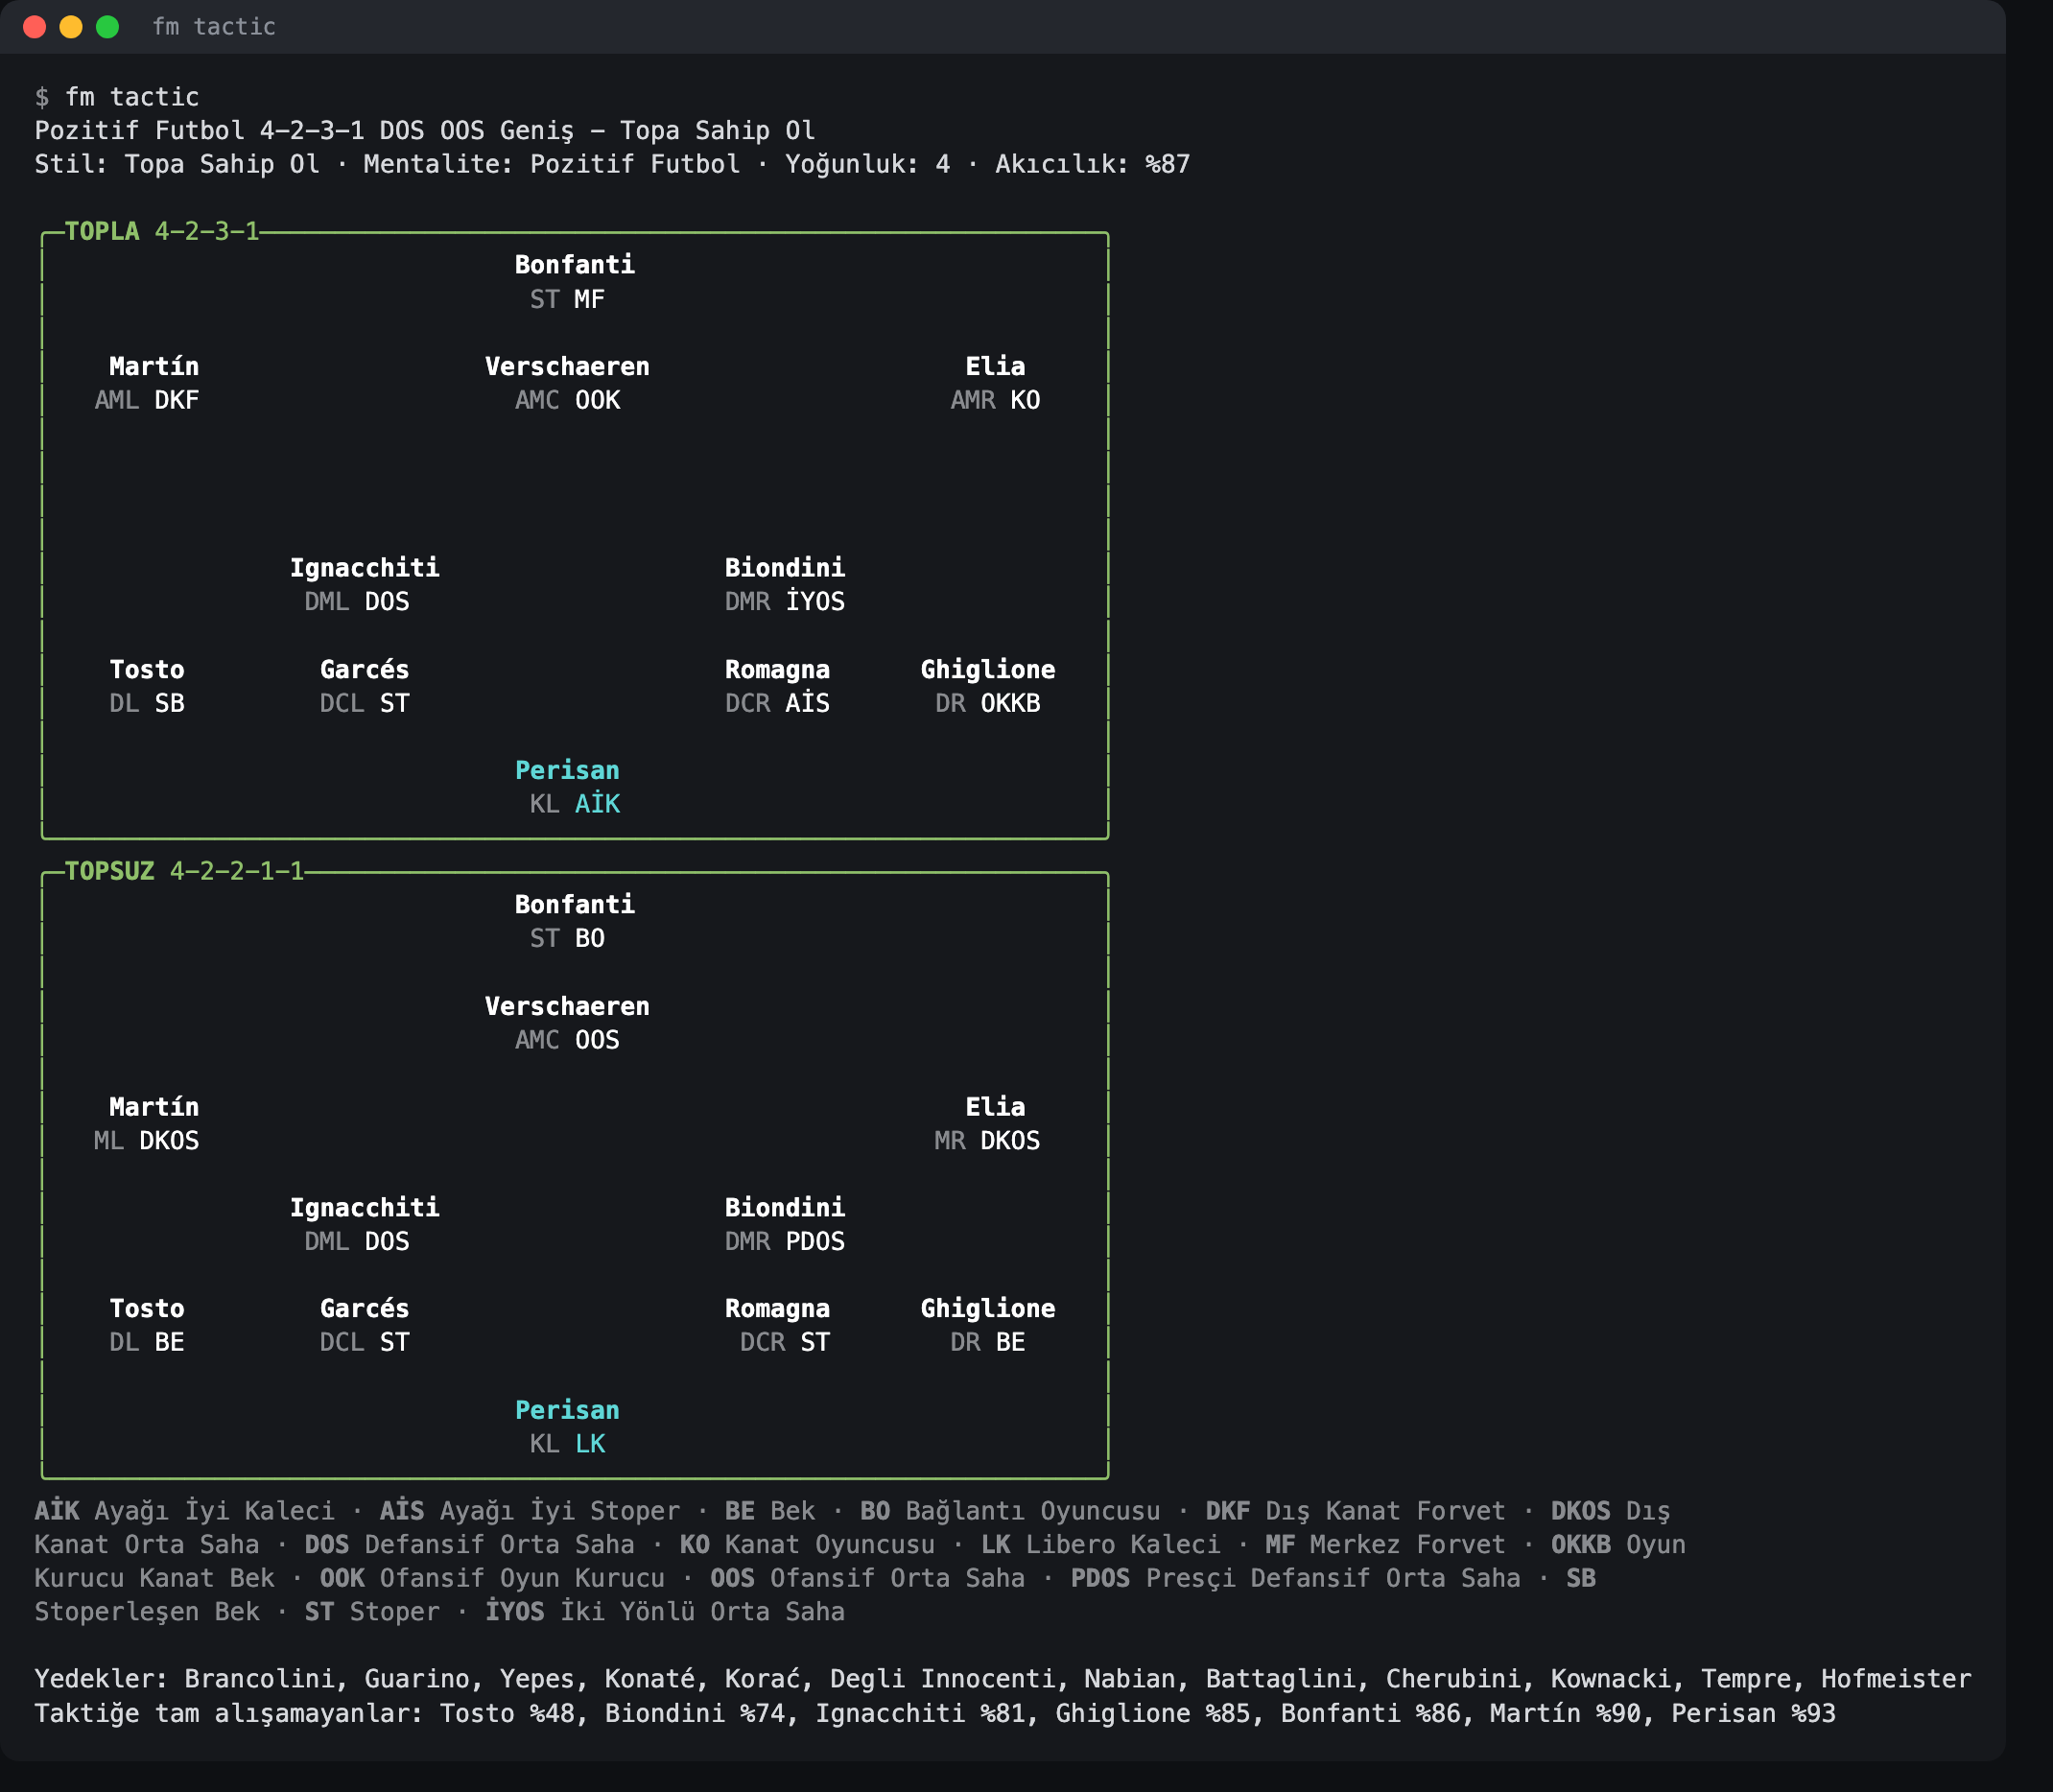 fm tactic
$ fm tactic
Pozitif Futbol 4-2-3-1 DOS OOS Geniş - Topa Sahip Ol
Stil: Topa Sahip Ol · Mentalite: Pozitif Futbol · Yoğunluk: 4 · Akıcılık: %87
TOPLA 4-2-3-1
Bonfanti
ST MF
Martín Verschaeren Elia
AML DKF AMC OOK AMR KO
Ignacchiti Biondini
DML DOS DMR İYOS
Tosto Garcés Romagna Ghiglione
DL SB DCL ST DCR AİS DR OKKB
Perisan
KL AİK
TOPSUZ 4-2-2-1-1
Bonfanti
ST BO
Verschaeren
AMC OOS
Martín Elia
ML DKOS MR DKOS
Ignacchiti Biondini
DML DOS DMR PDOS
Tosto Garcés Romagna Ghiglione
DL BE DCL ST DCR ST DR BE
Perisan
KL LK
AİK Ayağı İyi Kaleci · AİS Ayağı İyi Stoper · BE Bek · BO Bağlantı Oyuncusu · DKF Dış Kanat Forvet · DKOS Dış
Kanat Orta Saha · DOS Defansif Orta Saha · KO Kanat Oyuncusu · LK Libero Kaleci · MF Merkez Forvet · OKKB Oyun
Kurucu Kanat Bek · OOK Ofansif Oyun Kurucu · OOS Ofansif Orta Saha · PDOS Presçi Defansif Orta Saha · SB
Stoperleşen Bek · ST Stoper · İYOS İki Yönlü Orta Saha
Yedekler: Brancolini, Guarino, Yepes, Konaté, Korać, Degli Innocenti, Nabian, Battaglini, Cherubini, Kownacki, Tempre, Hofmeister
Taktiğe tam alışamayanlar: Tosto %48, Biondini %74, Ignacchiti %81, Ghiglione %85, Bonfanti %86, Martín %90, Perisan %93